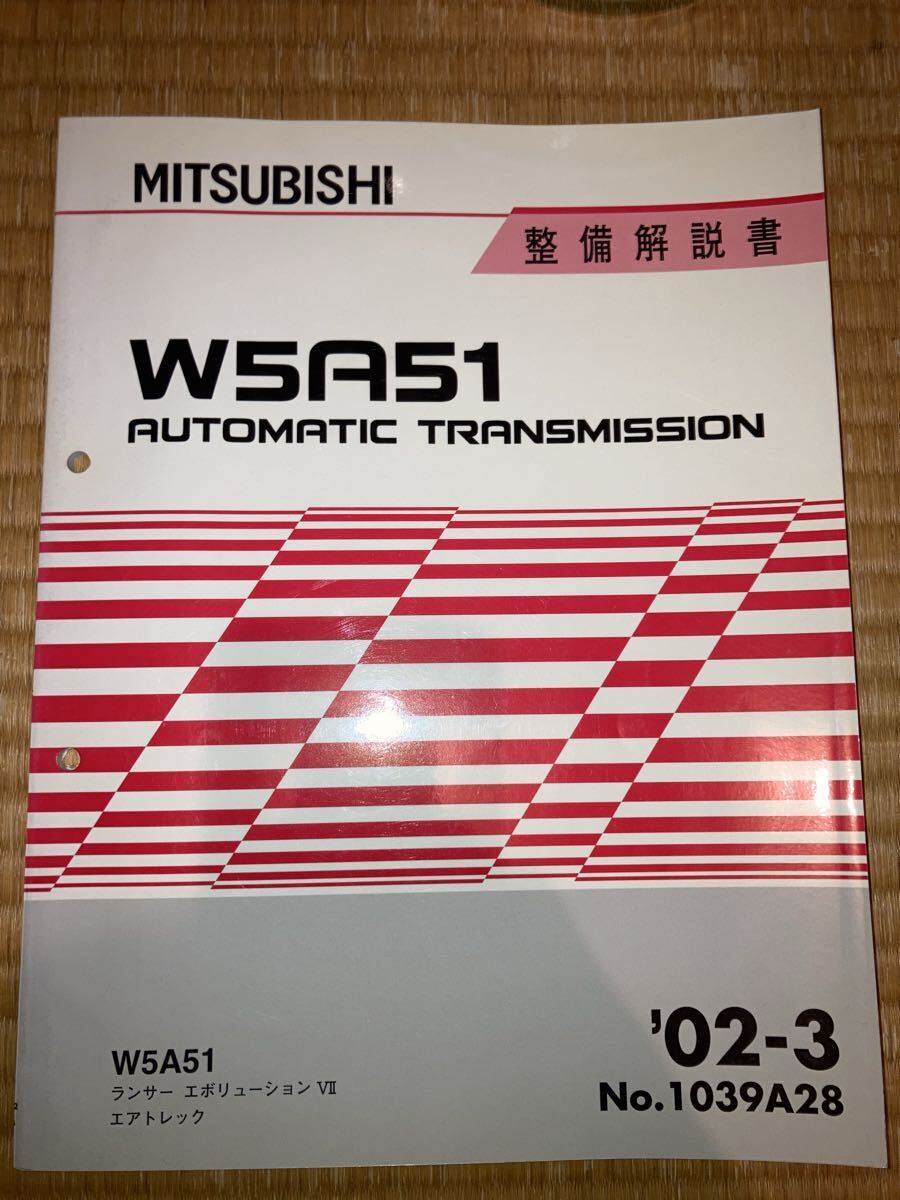 MITSUBISHI
整備解説書
W5A51
AUTOMATIC TRANSMISSION
W5A51
ランサー エボリューション Ⅶ
エアトレック
'02-3
No.1039A28